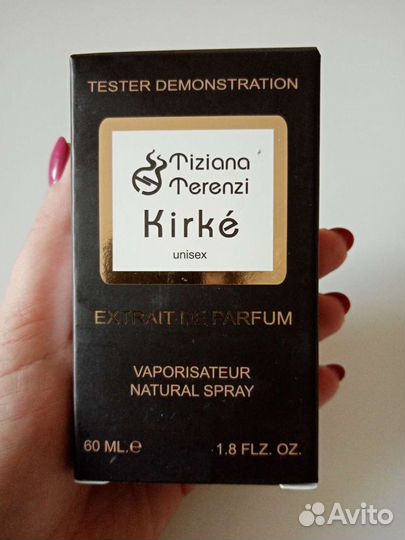 TESTER DEMONSTRATION
Tiziana
Terenzi
Kirké
unisex
EXTRAIT DE PARFUM
VAPORISATEUR
NATURAL SPRAY
60 ML.℮ 1.8 FLZ. OZ.
Avito